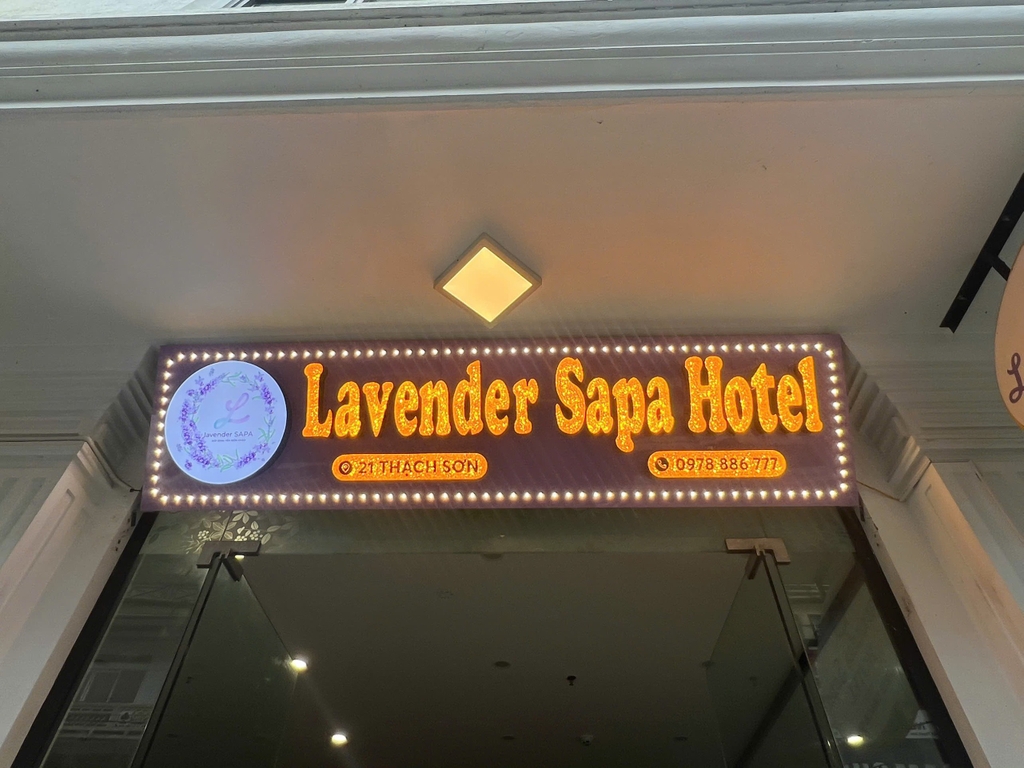 Lavender Sapa Hotel
L
lavender SAPA
21 THẠCH SƠN
0978 886 777